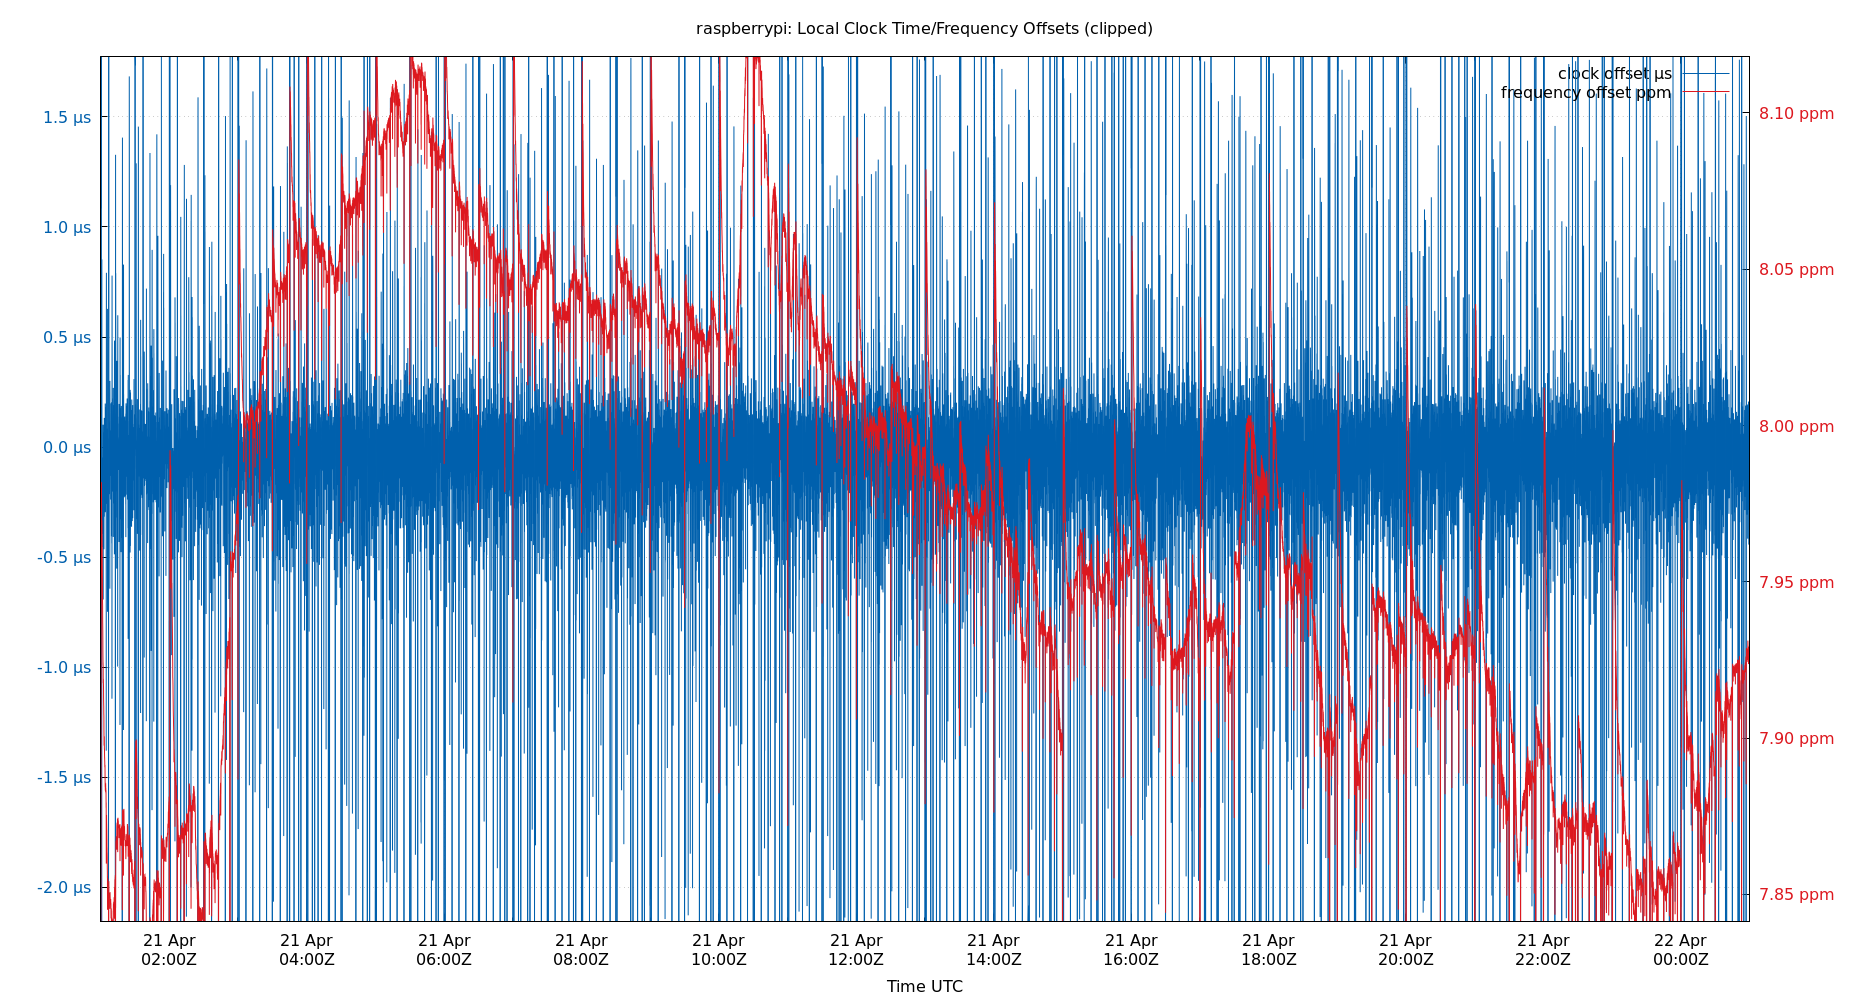 raspberrypi: Local Clock Time/Frequency Offsets (clipped)
clock offset µs
frequency offset ppm
1.5 µs
1.0 µs
0.5 µs
0.0 µs
-0.5 µs
-1.0 µs
-1.5 µs
-2.0 µs
8.10 ppm
8.05 ppm
8.00 ppm
7.95 ppm
7.90 ppm
7.85 ppm
21 Apr 21 Apr 21 Apr 21 Apr 21 Apr 21 Apr 21 Apr 21 Apr 21 Apr 21 Apr 21 Apr 22 Apr
02:00Z 04:00Z 06:00Z 08:00Z 10:00Z 12:00Z 14:00Z 16:00Z 18:00Z 20:00Z 22:00Z 00:00Z
Time UTC